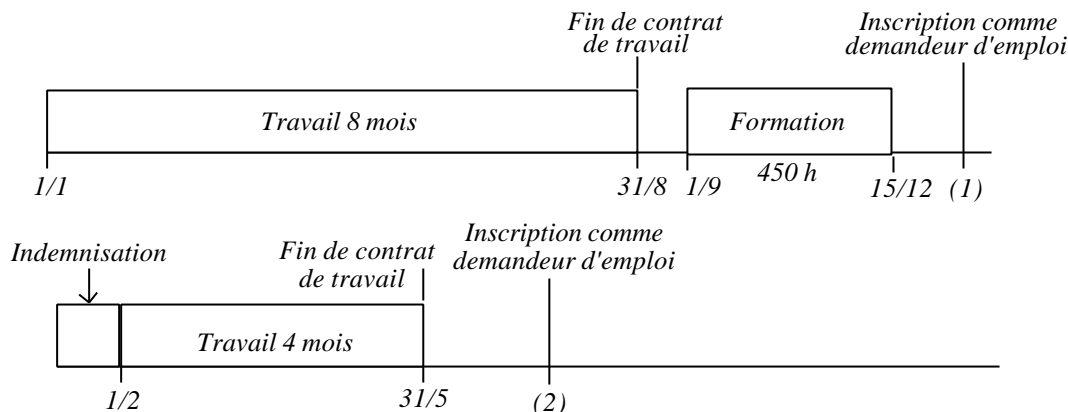 Fin de contrat
de travail
Inscription comme
demandeur d'emploi
Travail 8 mois
Formation
450 h
1/1
31/8
1/9
15/12
(1)
Indemnisation
Fin de contrat
de travail
Inscription comme
demandeur d'emploi
Travail 4 mois
1/2
31/5
(2)